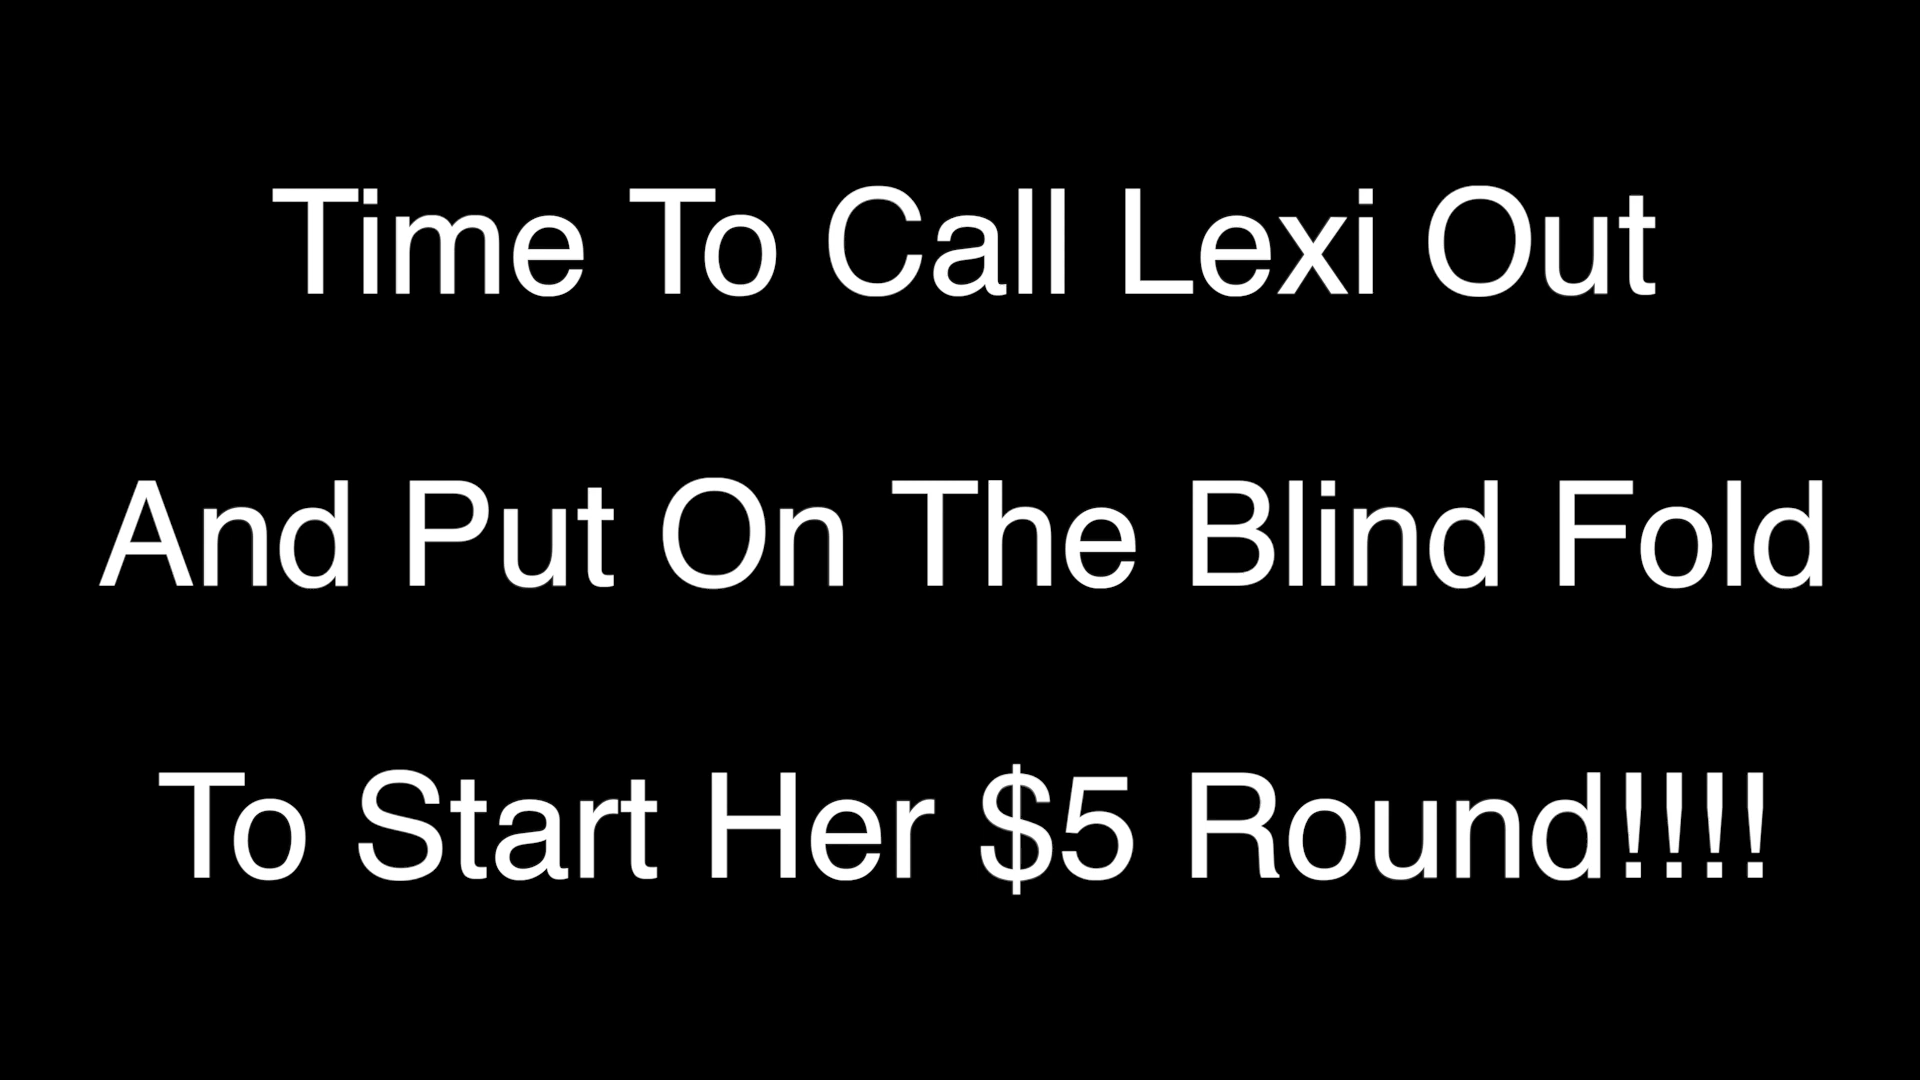 Time To Call Lexi Out
And Put On The Blind Fold
To Start Her $5 Round!!!!